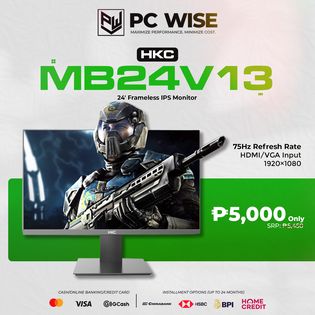 PC WISE
MAXIMIZE PERFORMANCE. MINIMIZE COST.
HKC
MB24V13
24' Frameless IPS Monitor
75Hz Refresh Rate
HDMI/VGA Input
1920×1080
₱5,000 Only
SRP: ₱5,450
HKC
CASH/ONLINE BANKING/CREDIT CARD
INSTALLMENT OPTIONS (UP TO 24 MONTHS)
VISA GCash CHINABANK HSBC BPI HOME CREDIT